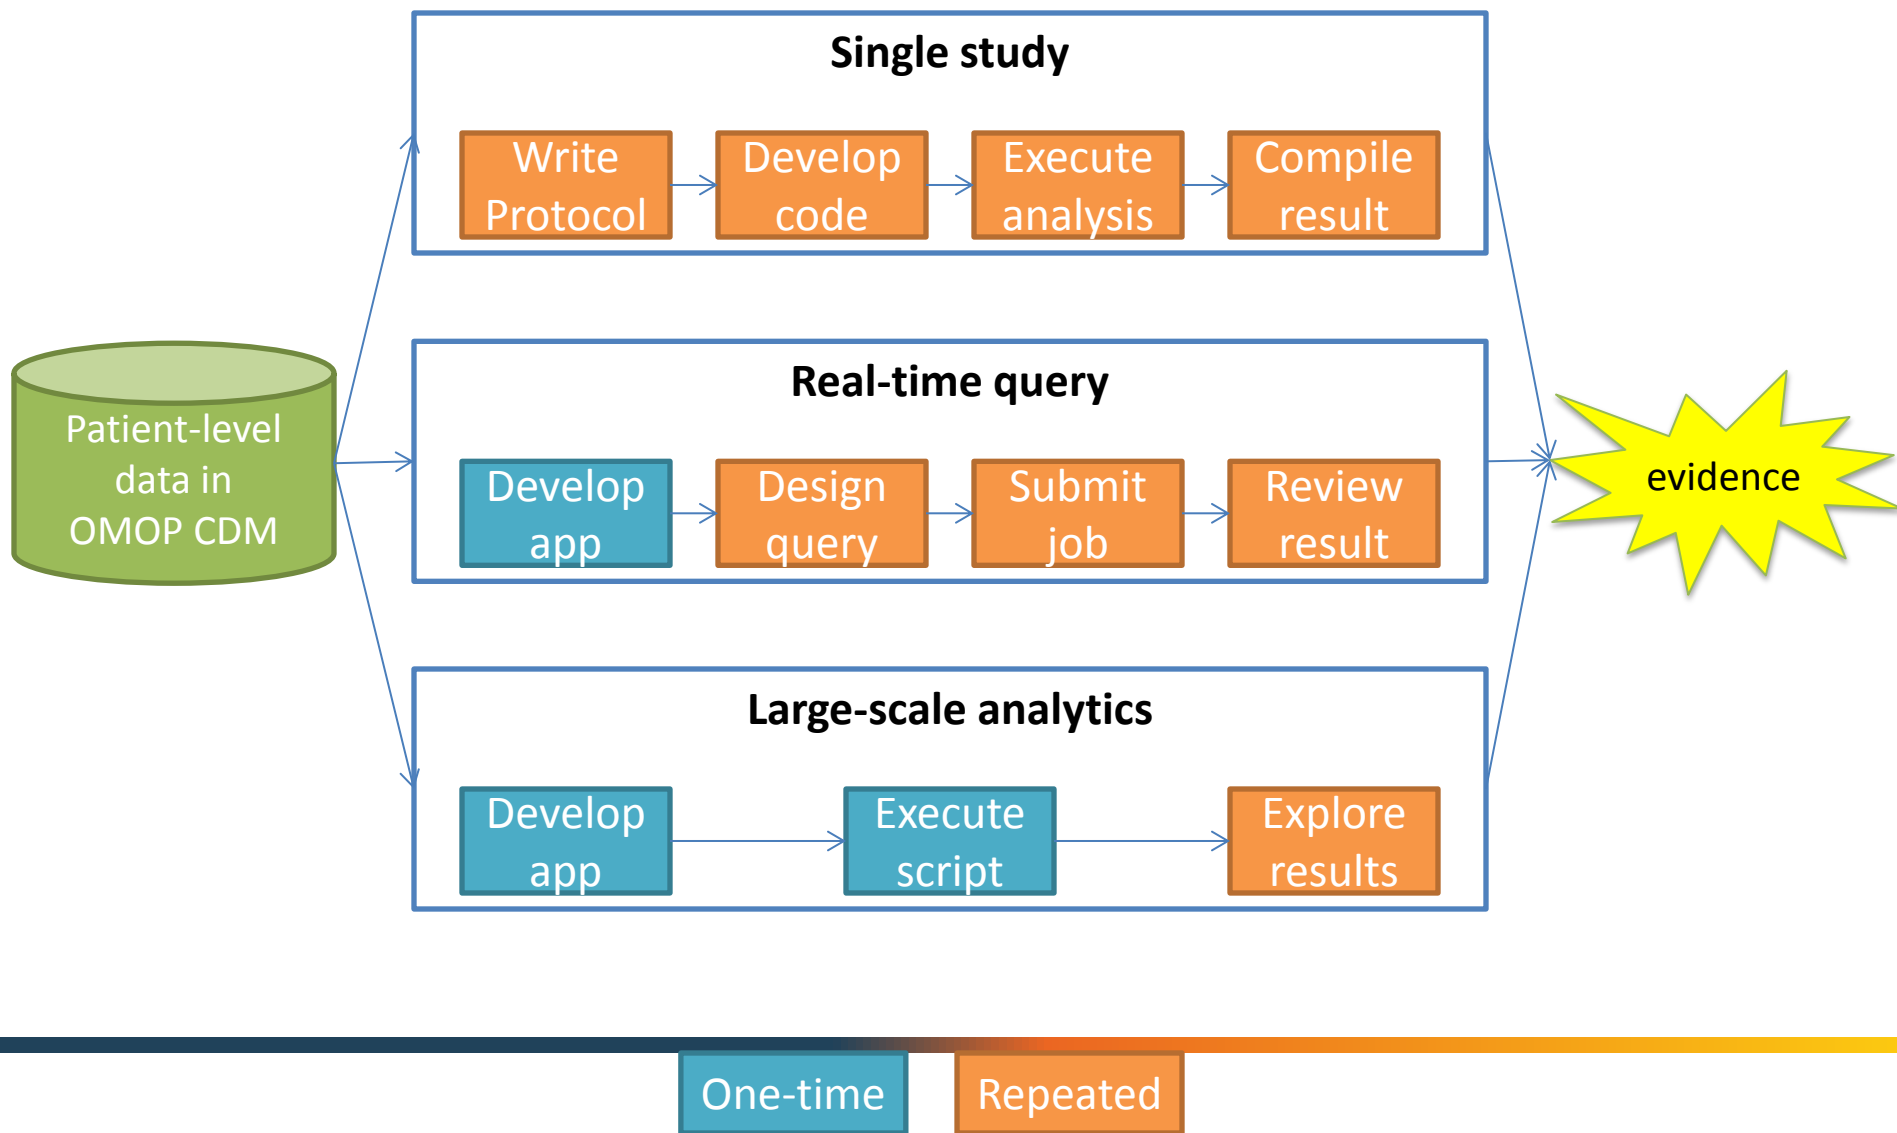 Single study
Write
Protocol
Develop
code
Execute
analysis
Compile
result
Patient-level
data in
OMOP CDM
Real-time query
Develop
app
Design
query
Submit
job
Review
result
evidence
Large-scale analytics
Develop
app
Execute
script
Explore
results
One-time
Repeated